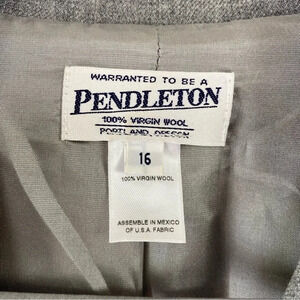 WARRANTED TO BE A
PENDLETON
100% VIRGIN WOOL
PORTLAND, OREGON
16
100% VIRGIN WOOL
ASSEMBLE IN MEXICO
OF U.S.A. FABRIC